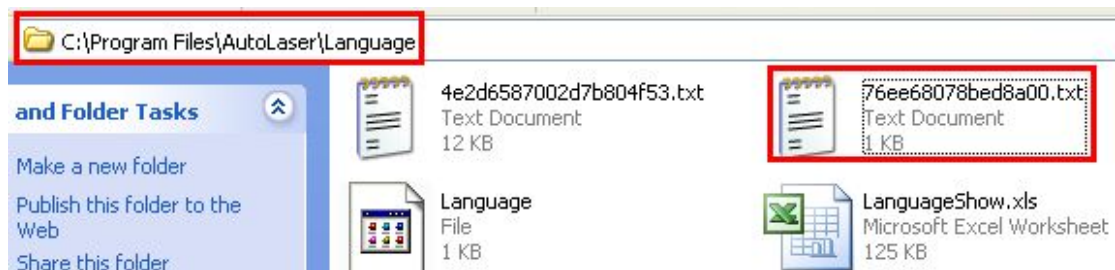 C:\Program Files\AutoLaser\Language
and Folder Tasks
Make a new folder
Publish this folder to the
Web
Share this folder
4e2d6587002d7b804f53.txt
Text Document
12 KB
76ee68078bed8a00.txt
Text Document
1 KB
Language
File
1 KB
LanguageShow.xls
Microsoft Excel Worksheet
125 KB